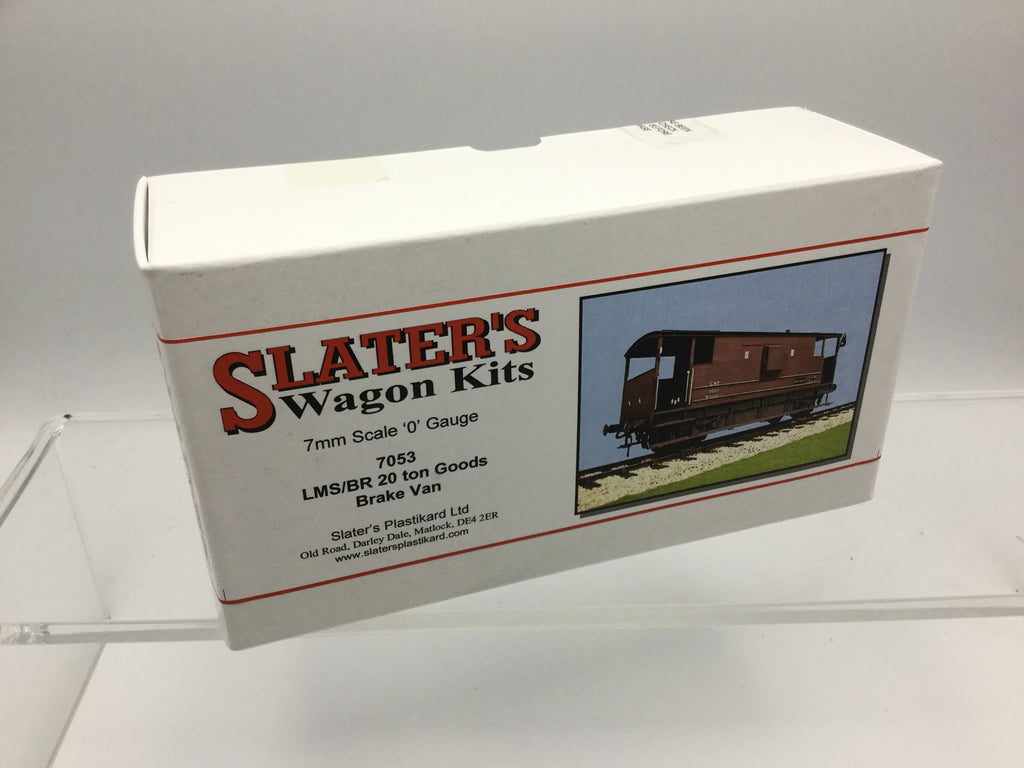 SLATER'S
Wagon Kits
7mm Scale '0' Gauge
7053
LMS/BR 20 ton Goods
Brake Van
Slater's Plastikard Ltd
Old Road, Darley Dale, Matlock, DE4 2ER
www.slatersplastikard.com